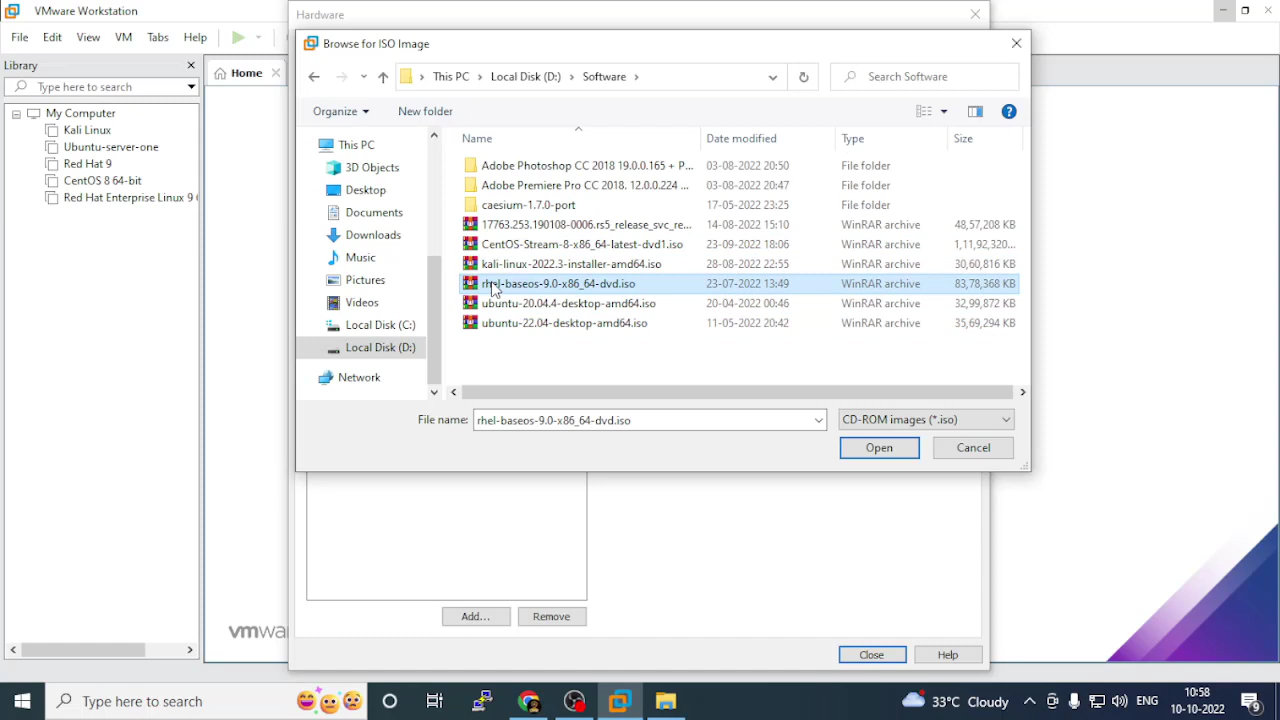 VMware Workstation
File Edit View VM Tabs Help
Library
Type here to search
My Computer
Kali Linux
Ubuntu-server-one
Red Hat 9
CentOS 8 64-bit
Red Hat Enterprise Linux 9
Home
Hardware
Browse for ISO Image
This PC > Local Disk (D:) > Software >
Search Software
Organize New folder
This PC
3D Objects
Desktop
Documents
Downloads
Music
Pictures
Videos
Local Disk (C:)
Local Disk (D:)
Network
Name Date modified Type Size
Adobe Photoshop CC 2018 19.0.0.165 + P... 03-08-2022 20:50 File folder
Adobe Premiere Pro CC 2018. 12.0.0.224 ... 03-08-2022 20:47 File folder
caesium-1.7.0-port 17-05-2022 23:25 File folder
17763.253.190108-0006.rs5_release_svc_re... 14-08-2022 15:10 WinRAR archive 48,57,208 KB
CentOS-Stream-8-x86_64-latest-dvd1.iso 23-09-2022 18:06 WinRAR archive 1,11,92,320...
kali-linux-2022.3-installer-amd64.iso 28-08-2022 22:55 WinRAR archive 30,60,816 KB
rhel-baseos-9.0-x86_64-dvd.iso 23-07-2022 13:49 WinRAR archive 83,78,368 KB
ubuntu-20.04.4-desktop-amd64.iso 20-04-2022 00:46 WinRAR archive 32,99,872 KB
ubuntu-22.04-desktop-amd64.iso 11-05-2022 20:42 WinRAR archive 35,69,294 KB
File name: rhel-baseos-9.0-x86_64-dvd.iso CD-ROM images (*.iso)
Open Cancel
Add... Remove
vmwa
Close Help
Type here to search
33°C Cloudy
ENG
10:58
10-10-2022
9